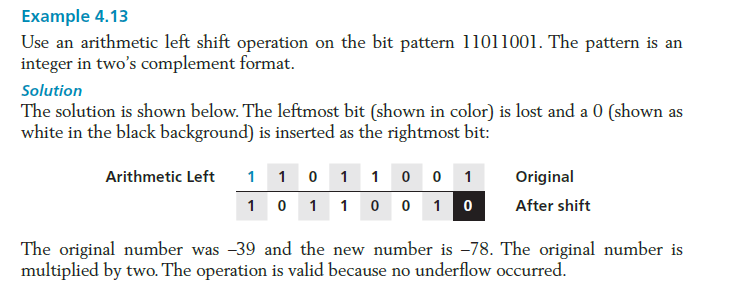 Example 4.13
Use an arithmetic left shift operation on the bit pattern 11011001. The pattern is an
integer in two’s complement format.
Solution
The solution is shown below. The leftmost bit (shown in color) is lost and a 0 (shown as
white in the black background) is inserted as the rightmost bit:
Arithmetic Left 1 1 0 1 1 0 0 1 Original
1 0 1 1 0 0 1 0 After shift
The original number was –39 and the new number is –78. The original number is
multiplied by two. The operation is valid because no underflow occurred.